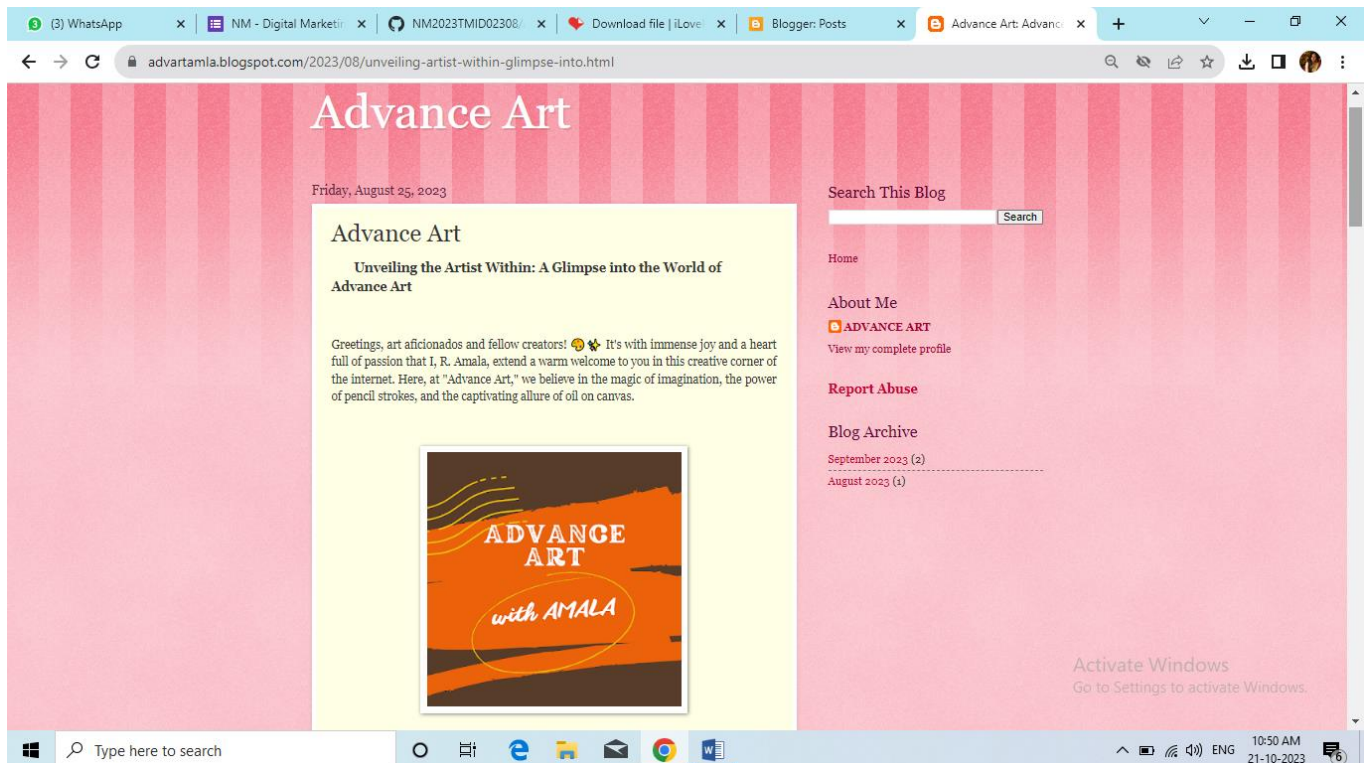 (3) WhatsApp
NM - Digital Marketin
NM2023TMID02308/
Download file | iLove
Blogger: Posts
Advance Art: Advanc
advartamla.blogspot.com/2023/08/unveiling-artist-within-glimpse-into.html
Advance Art
Friday, August 25, 2023
Advance Art
Unveiling the Artist Within: A Glimpse into the World of
Advance Art
Greetings, art aficionados and fellow creators! 🎨✨ It's with immense joy and a heart
full of passion that I, R. Amala, extend a warm welcome to you in this creative corner of
the internet. Here, at "Advance Art," we believe in the magic of imagination, the power
of pencil strokes, and the captivating allure of oil on canvas.
ADVANCE
ART
with AMALA
Search This Blog
Search
Home
About Me
ADVANCE ART
View my complete profile
Report Abuse
Blog Archive
September 2023 (2)
August 2023 (1)
Activate Windows
Go to Settings to activate Windows.
Type here to search
ENG
10:50 AM
21-10-2023
6